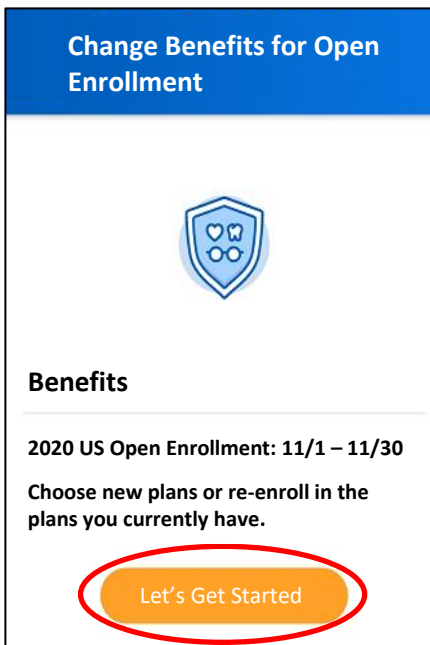 Change Benefits for Open
Enrollment
Benefits
2020 US Open Enrollment: 11/1 – 11/30
Choose new plans or re-enroll in the
plans you currently have.
Let’s Get Started